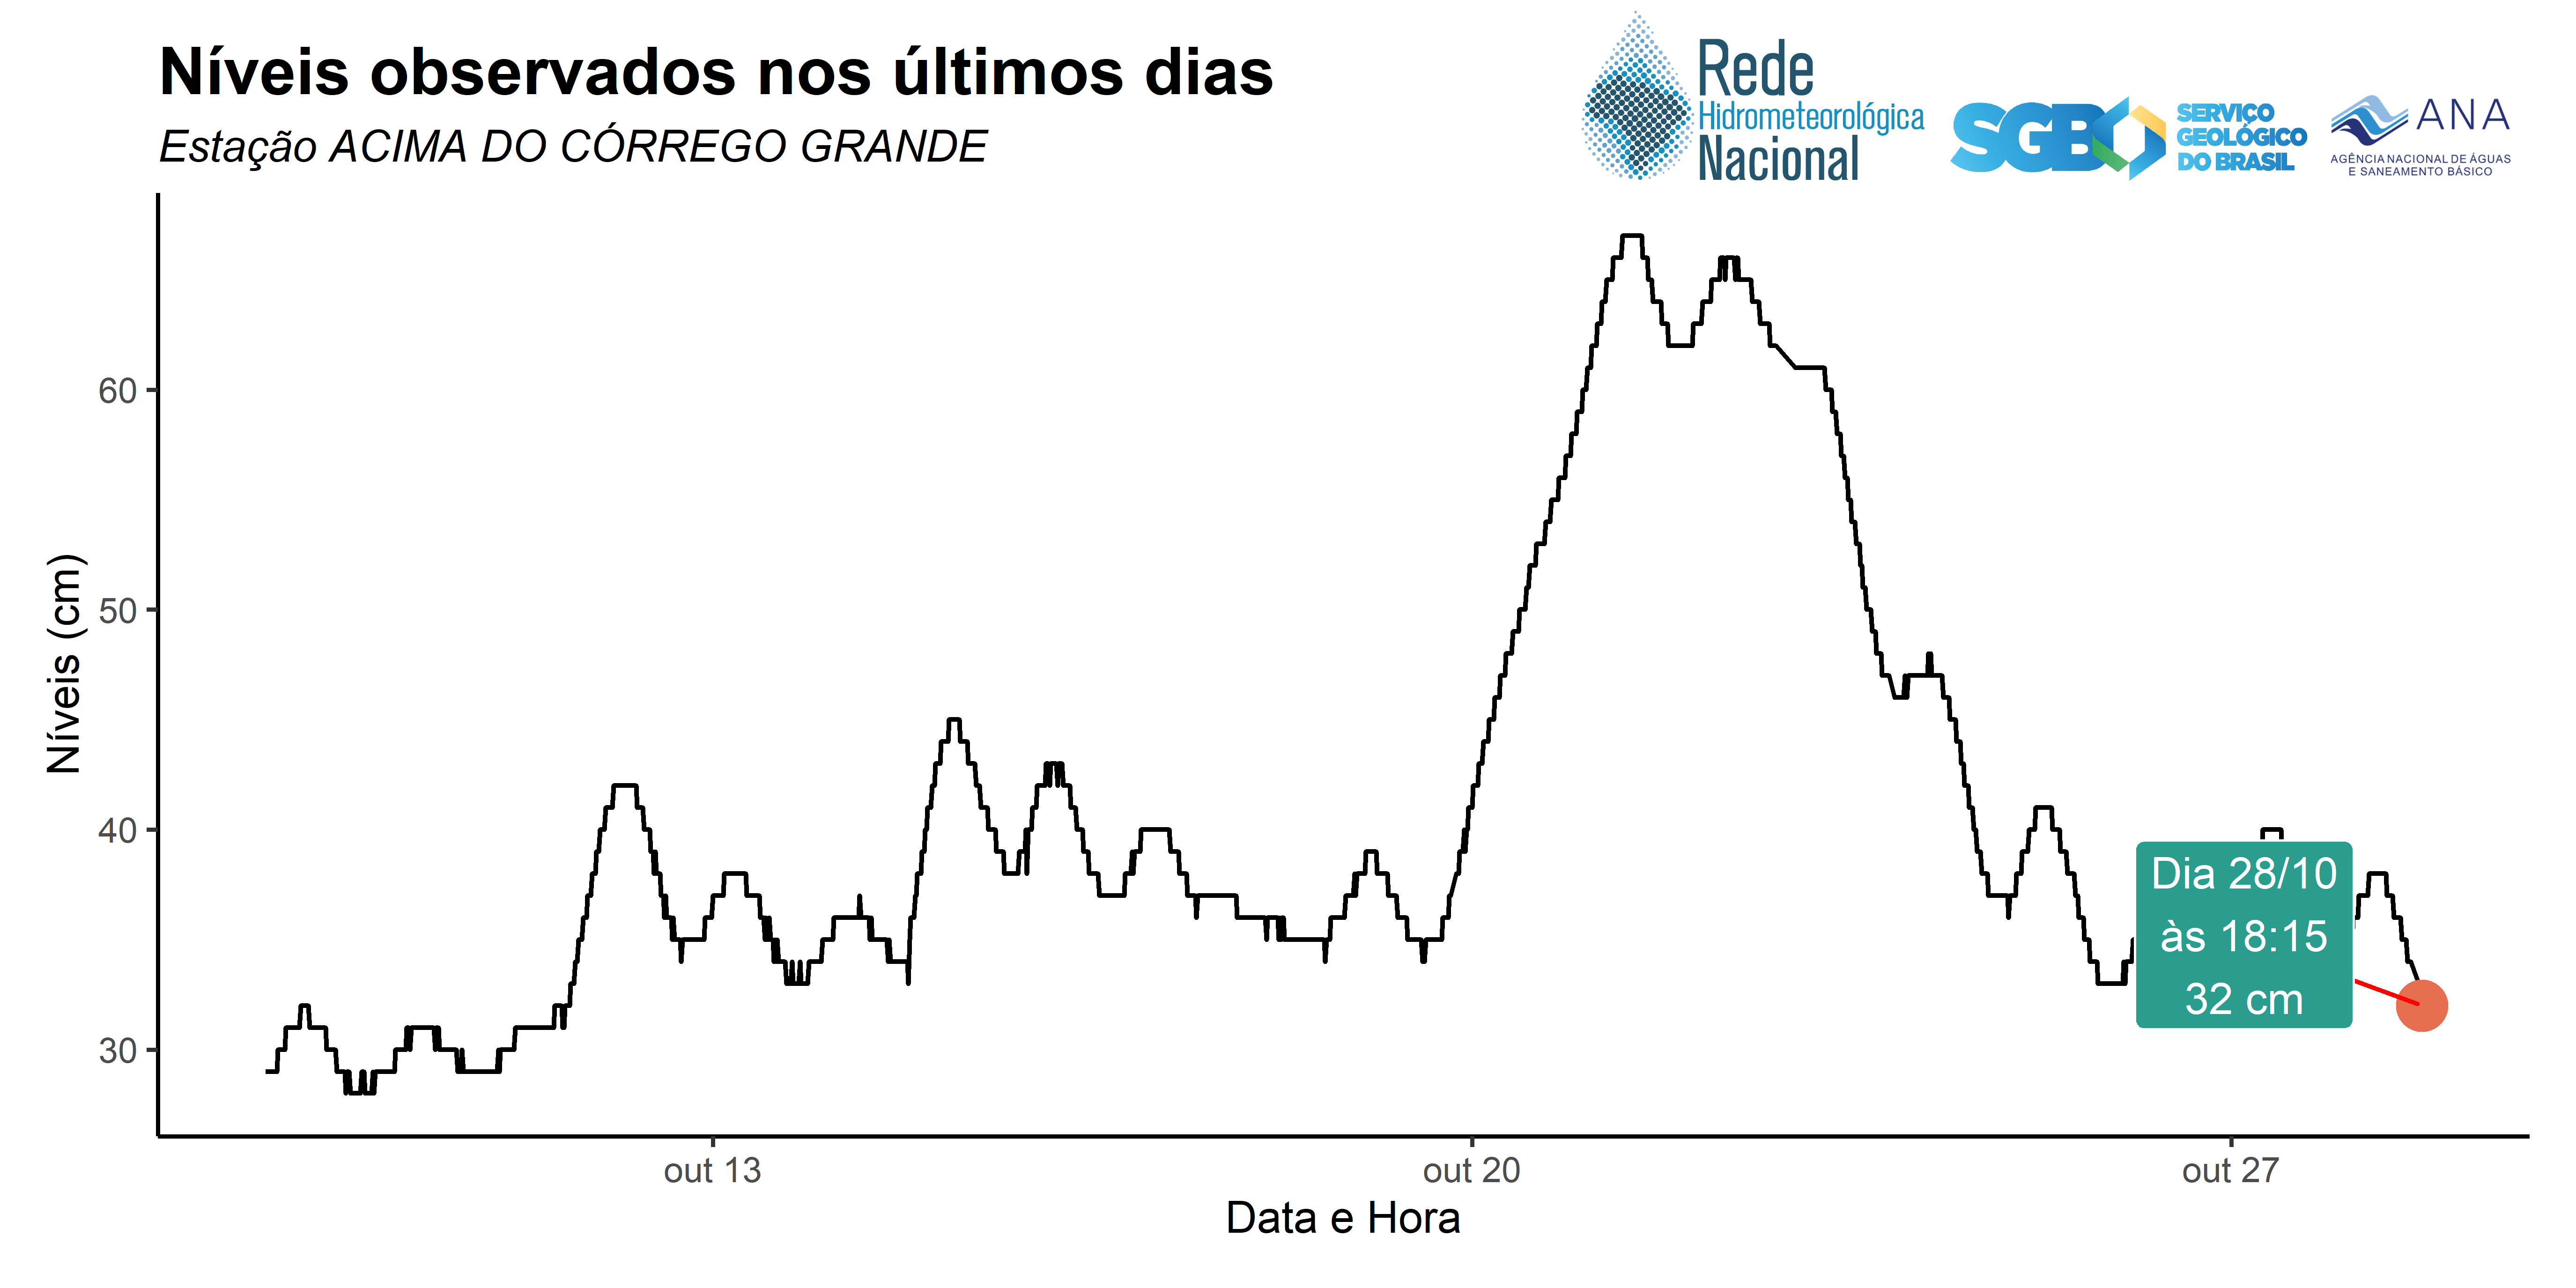 Níveis observados nos últimos dias
Estação ACIMA DO CÓRREGO GRANDE
Rede
Hidrometeorológica
Nacional
SGB
SERVIÇO
GEOLÓGICO
DO BRASIL
ANA
AGÊNCIA NACIONAL DE ÁGUAS
E SANEAMENTO BÁSICO
Níveis (cm)
60
50
40
30
Dia 28/10
às 18:15
32 cm
out 13
out 20
out 27
Data e Hora